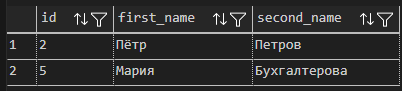 id first_name second_name
1 2 Пётр Петров
2 5 Мария Бухгалтерова